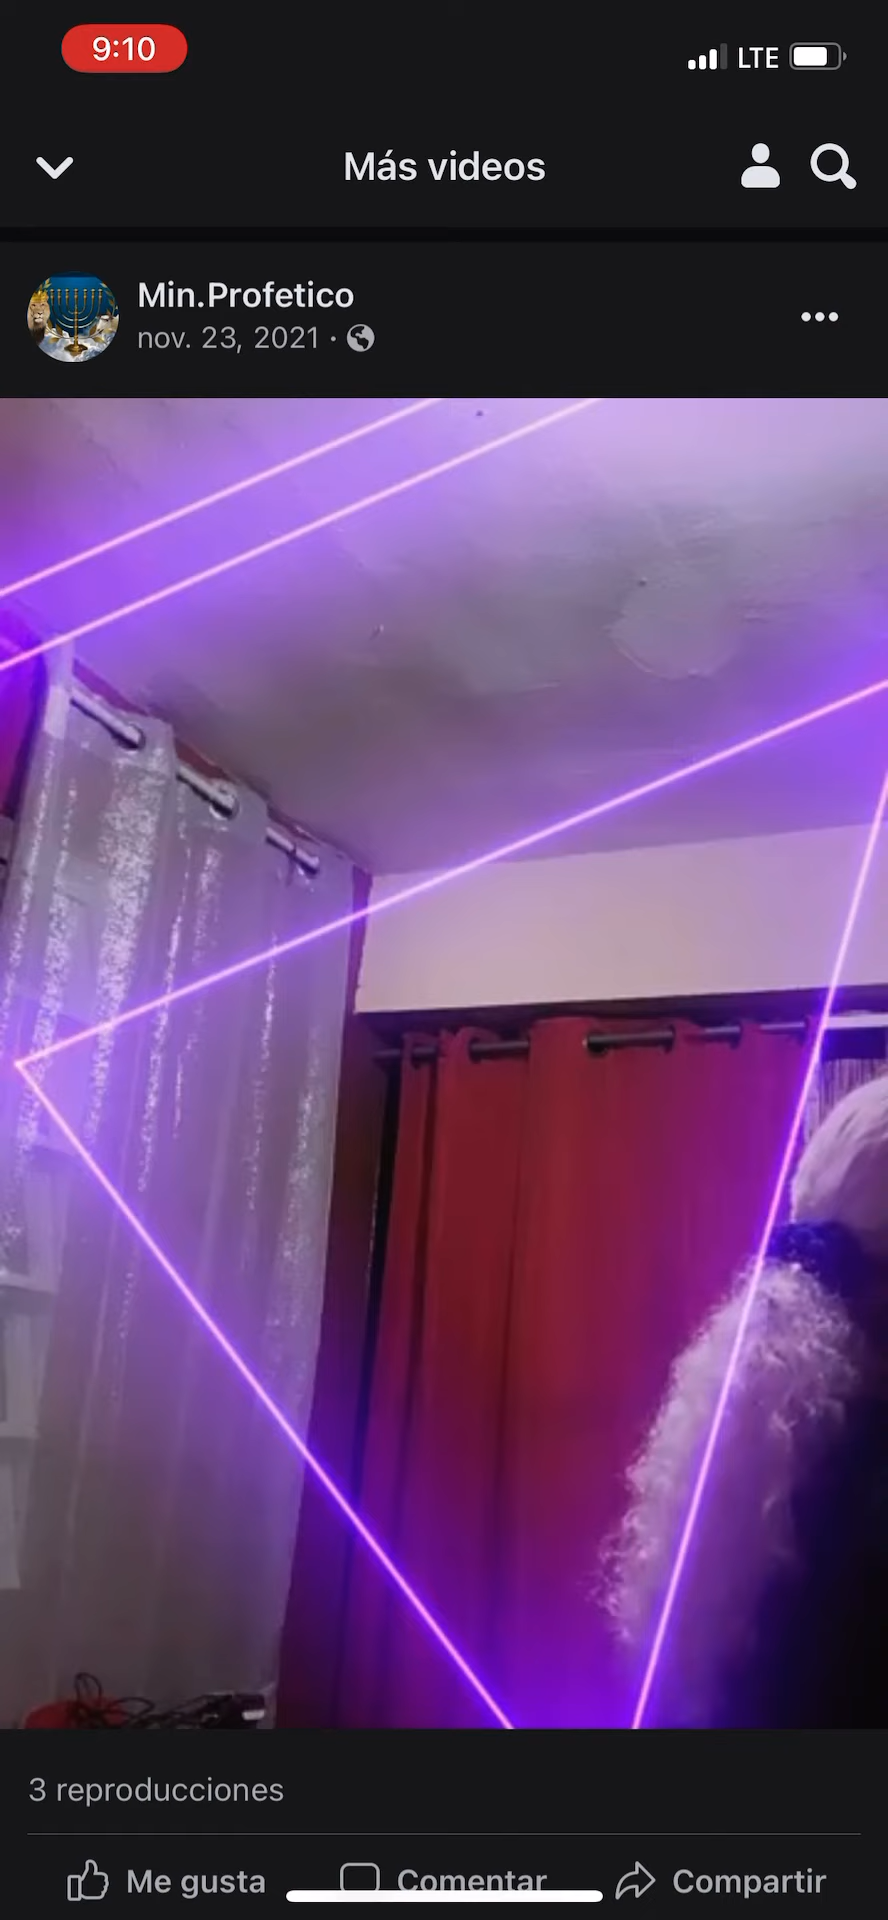 9:10
LTE
Más videos
Min.Profetico
nov. 23, 2021 ·
3 reproducciones
Me gusta
Comentar
Compartir